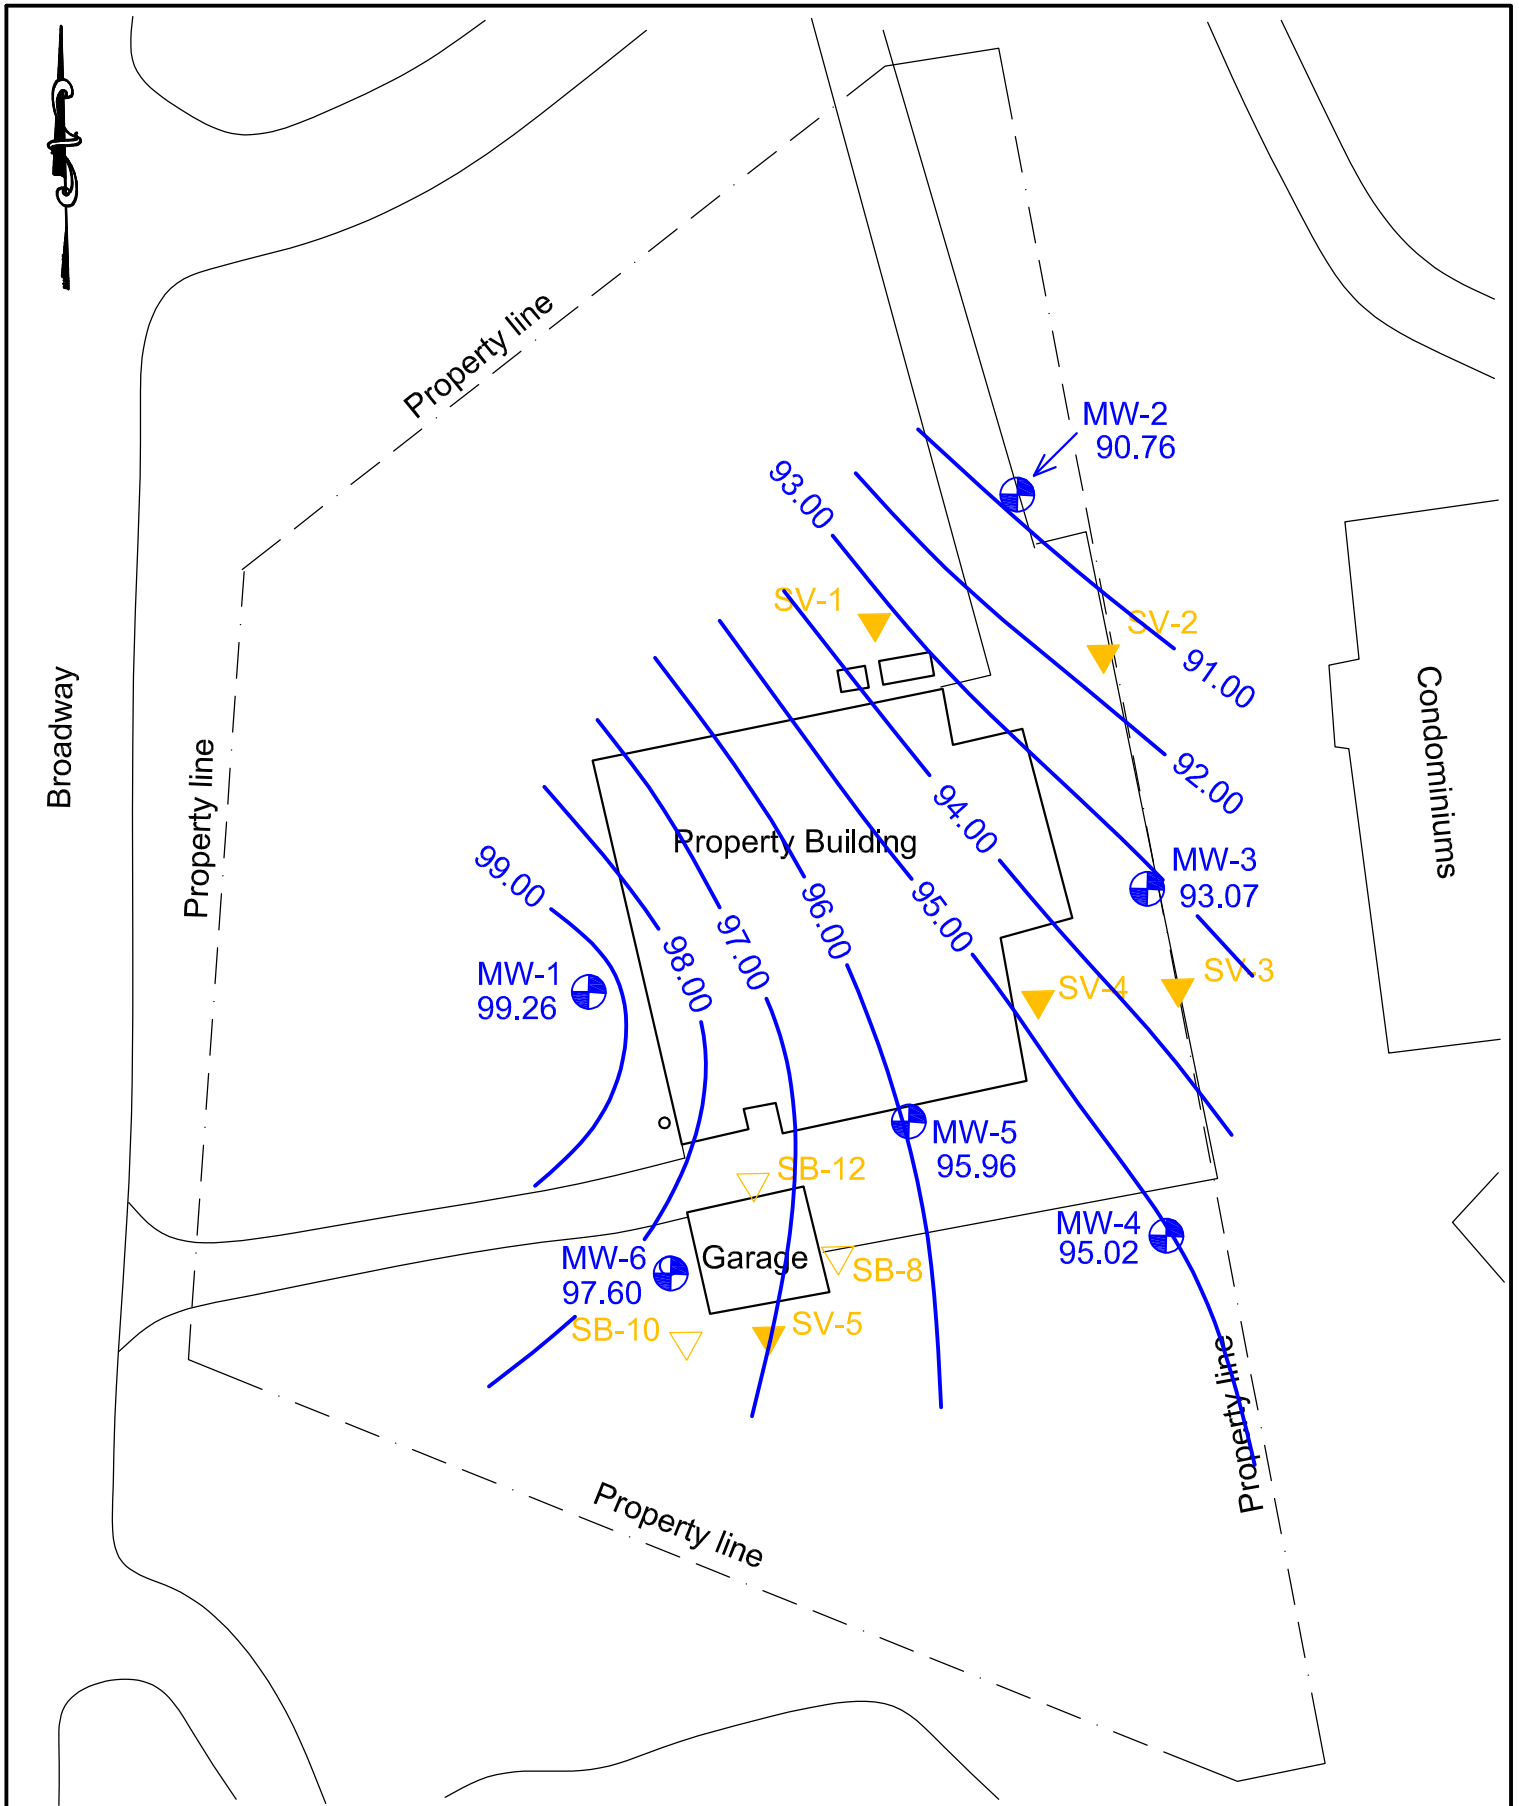 Property line
MW-2
90.76
93.00
SV-1
SV-2
91.00
Broadway
Property line
Condominiums
92.00
94.00
Property Building
99.00
MW-3
93.07
96.00
95.00
97.00
98.00
MW-1
99.26
SV-4
SV-3
MW-5
95.96
SB-12
MW-4
95.02
MW-6
97.60
Garage
SB-8
SB-10
SV-5
Property line
Property line